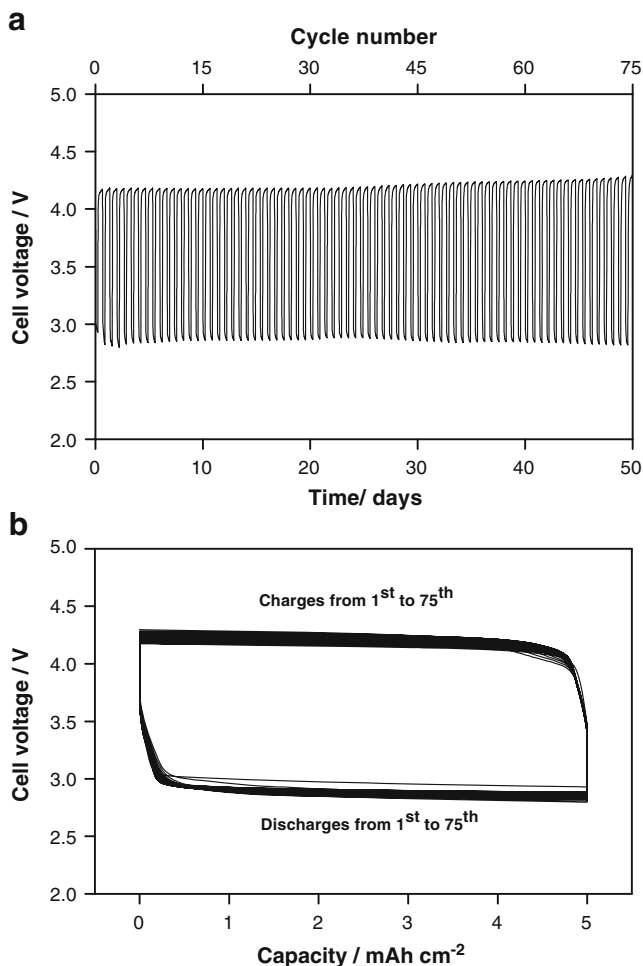 a
Cycle number
0 15 30 45 60 75
5.0
4.5
4.0
3.5
3.0
2.5
2.0
Cell voltage / V
0 10 20 30 40 50
Time/ days
b
5.0
4.5
4.0
3.5
3.0
2.5
2.0
Cell voltage / V
Charges from 1st to 75th
Discharges from 1st to 75th
0 1 2 3 4 5
Capacity / mAh cm-2